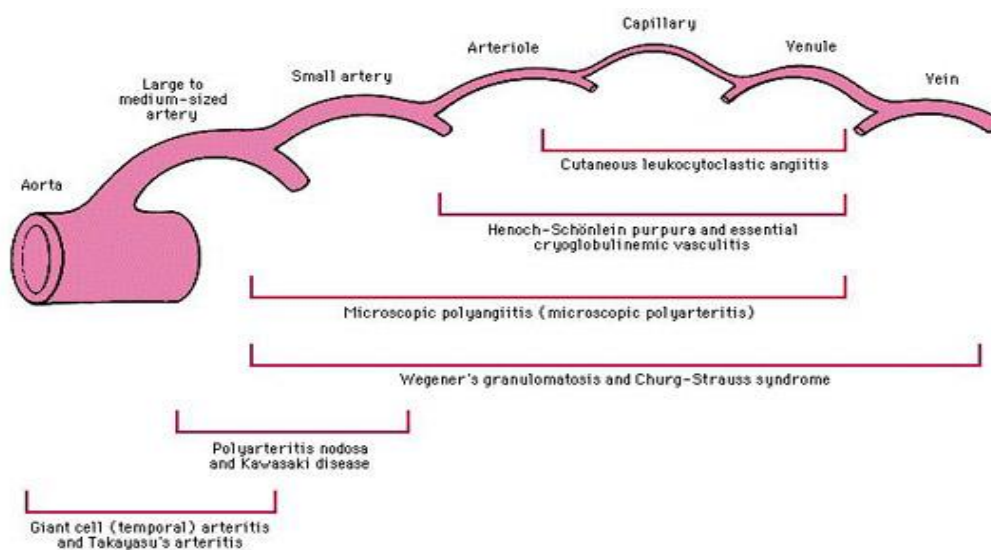 Capillary
Arteriole
Venule
Small artery
Vein
Large to
medium-sized
artery
Aorta
Cutaneous leukocytoclastic angiitis
Henoch-Schönlein purpura and essential
cryoglobulinemic vasculitis
Microscopic polyangiitis (microscopic polyarteritis)
Wegener's granulomatosis and Churg-Strauss syndrome
Polyarteritis nodosa
and Kawasaki disease
Giant cell (temporal) arteritis
and Takayasu's arteritis